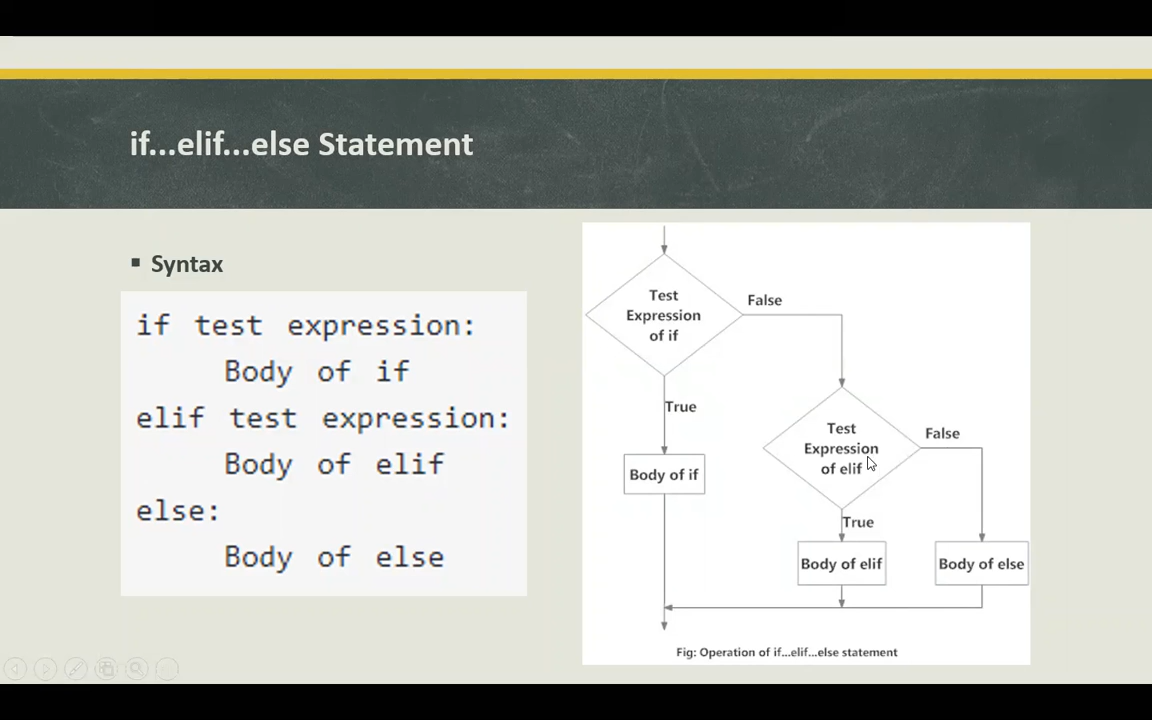 if...elif...else Statement
▪ Syntax
if test expression:
Body of if
elif test expression:
Body of elif
else:
Body of else
Test
Expression
of if
False
True
Body of if
Test
Expression
of elif
False
True
Body of elif
Body of else
Fig: Operation of if...elif...else statement